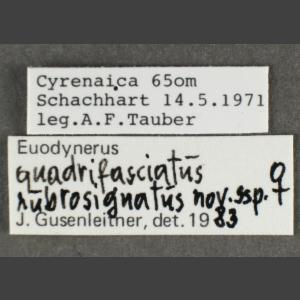 Cyrenaica 65om
Schachhart 14.5.1971
leg.A.F.Tauber
Euodynerus
quadrifasciatus
rubrosignatus nov. ssp. ♀
J. Gusenleitner, det. 1983